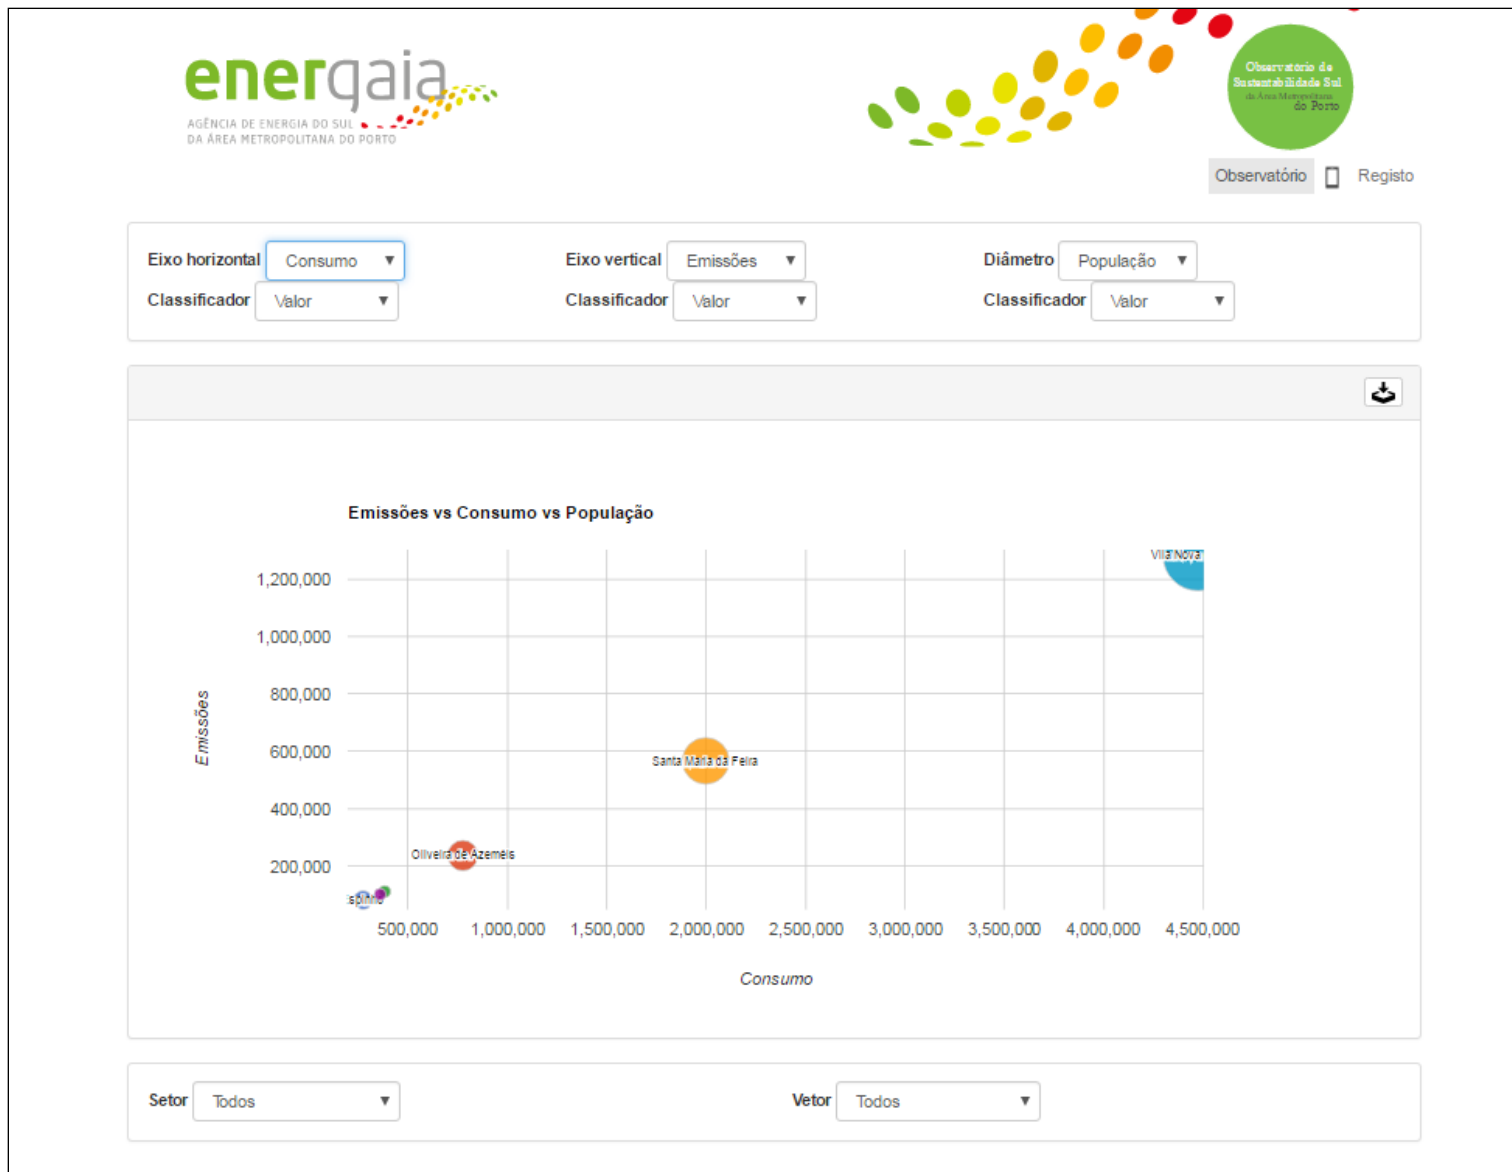 energaia
AGÊNCIA DE ENERGIA DO SUL
DA ÁREA METROPOLITANA DO PORTO
Observatório de
Sustentabilidade Sul
da Área Metropolitana
do Porto
Observatório Registo
Eixo horizontal Consumo Eixo vertical Emissões Diâmetro População
Classificador Valor Classificador Valor Classificador Valor
Emissões vs Consumo vs População
Vila Nova
1,200,000
1,000,000
800,000
Emissões
600,000
Santa Maria da Feira
400,000
Oliveira de Azeméis
200,000
spinho
500,000 1,000,000 1,500,000 2,000,000 2,500,000 3,000,000 3,500,000 4,000,000 4,500,000
Consumo
Setor Todos Vetor Todos